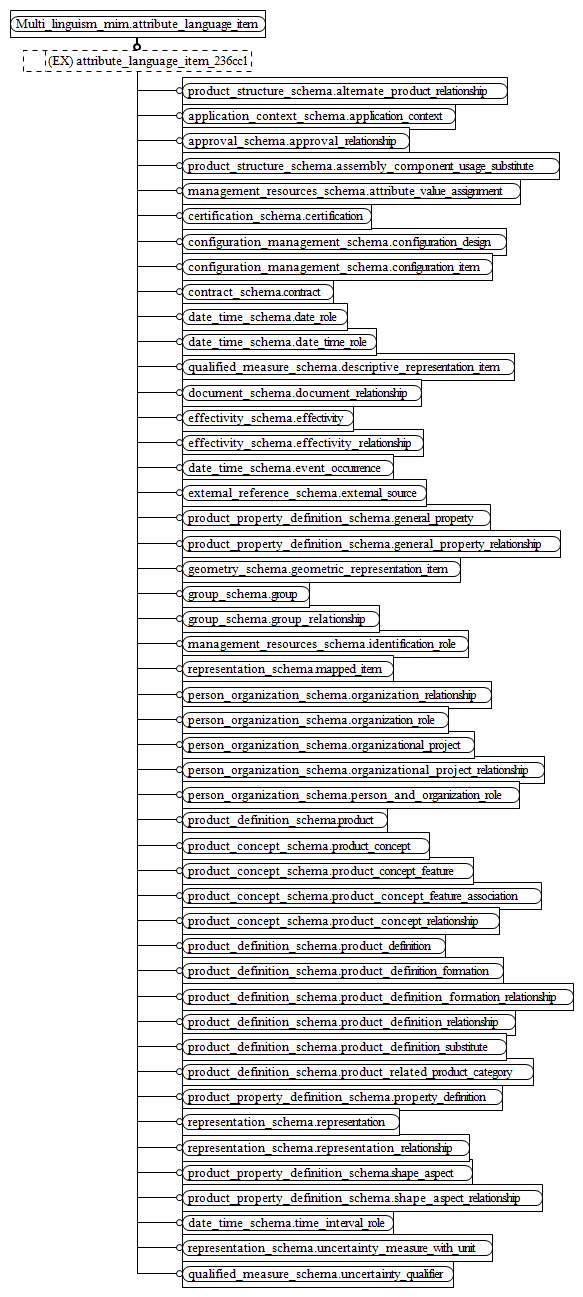 Multi_linguism_mim.attribute_language_item
(EX) attribute_language_item_236cc1
product_structure_schema.alternate_product_relationship
application_context_schema.application_context
approval_schema.approval_relationship
product_structure_schema.assembly_component_usage_substitute
management_resources_schema.attribute_value_assignment
certification_schema.certification
configuration_management_schema.configuration_design
configuration_management_schema.configuration_item
contract_schema.contract
date_time_schema.date_role
date_time_schema.date_time_role
qualified_measure_schema.descriptive_representation_item
document_schema.document_relationship
effectivity_schema.effectivity
effectivity_schema.effectivity_relationship
date_time_schema.event_occurrence
external_reference_schema.external_source
product_property_definition_schema.general_property
product_property_definition_schema.general_property_relationship
geometry_schema.geometric_representation_item
group_schema.group
group_schema.group_relationship
management_resources_schema.identification_role
representation_schema.mapped_item
person_organization_schema.organization_relationship
person_organization_schema.organization_role
person_organization_schema.organizational_project
person_organization_schema.organizational_project_relationship
person_organization_schema.person_and_organization_role
product_definition_schema.product
product_concept_schema.product_concept
product_concept_schema.product_concept_feature
product_concept_schema.product_concept_feature_association
product_concept_schema.product_concept_relationship
product_definition_schema.product_definition
product_definition_schema.product_definition_formation
product_definition_schema.product_definition_formation_relationship
product_definition_schema.product_definition_relationship
product_definition_schema.product_definition_substitute
product_definition_schema.product_related_product_category
product_property_definition_schema.property_definition
representation_schema.representation
representation_schema.representation_relationship
product_property_definition_schema.shape_aspect
product_property_definition_schema.shape_aspect_relationship
date_time_schema.time_interval_role
representation_schema.uncertainty_measure_with_unit
qualified_measure_schema.uncertainty_qualifier